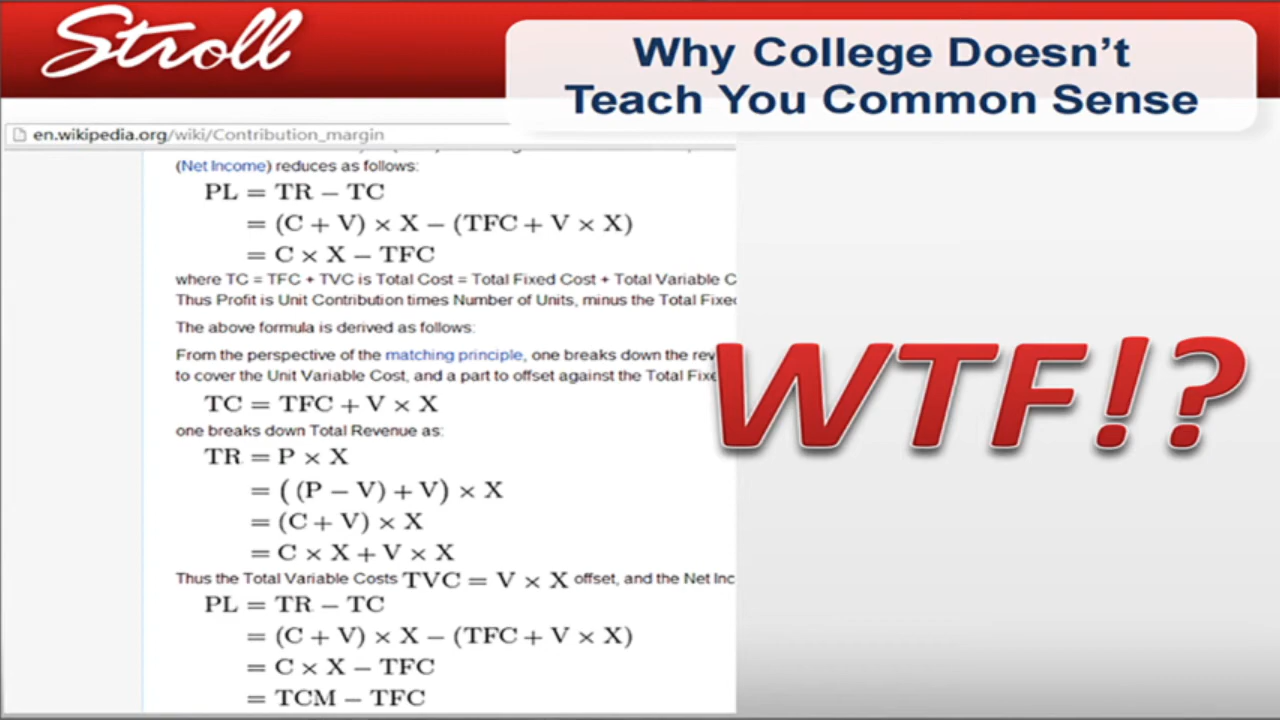 Stroll
Why College Doesn't
Teach You Common Sense
en.wikipedia.org/wiki/Contribution_margin
(Net Income) reduces as follows:
PL = TR − TC
= (C + V) × X − (TFC + V × X)
= C × X − TFC
where TC = TFC + TVC is Total Cost = Total Fixed Cost + Total Variable C
Thus Profit is Unit Contribution times Number of Units, minus the Total Fixed
The above formula is derived as follows:
From the perspective of the matching principle, one breaks down the rev
to cover the Unit Variable Cost, and a part to offset against the Total Fixe
WTF!?
TC = TFC + V × X
one breaks down Total Revenue as:
TR = P × X
= ((P − V) + V) × X
= (C + V) × X
= C × X + V × X
Thus the Total Variable Costs TVC = V × X offset, and the Net Inc
PL = TR − TC
= (C + V) × X − (TFC + V × X)
= C × X − TFC
= TCM − TFC